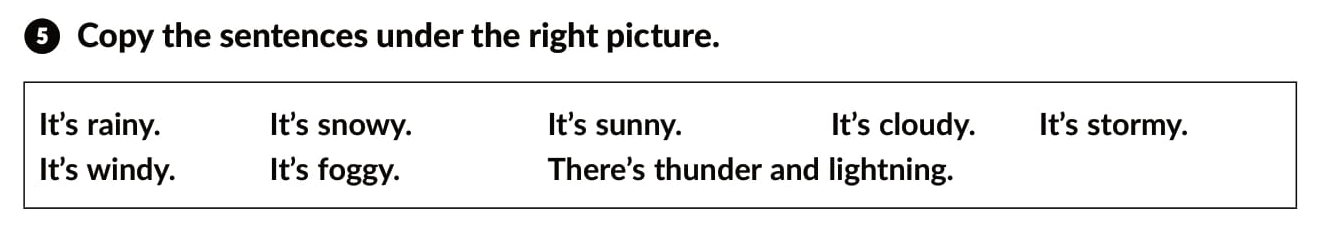 5 Copy the sentences under the right picture.
It's rainy. It's snowy. It's sunny. It's cloudy. It's stormy.
It's windy. It's foggy. There's thunder and lightning.